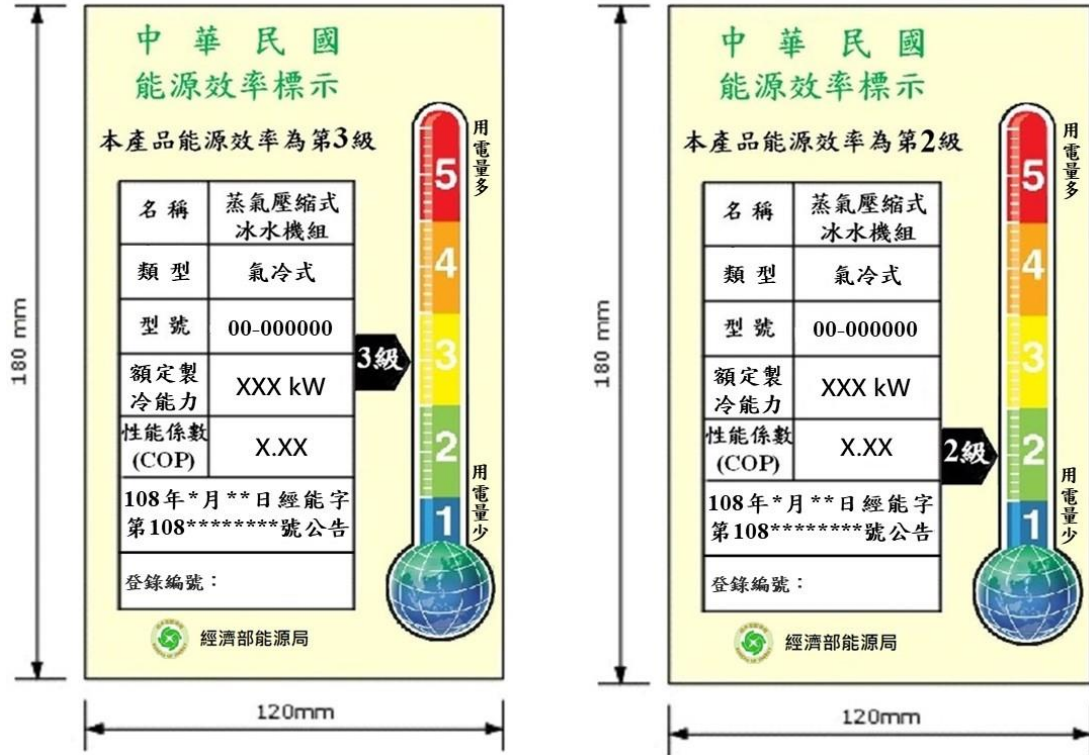 中華民國
能源效率標示
本產品能源效率為第3級
用電量多
5
4
3
2
1
用電量少
名稱 蒸氣壓縮式
冰水機組
類型 氣冷式
型號 00-000000
額定製
冷能力 XXX kW
性能係數
(COP) X.XX
3級
108年*月**日經能字
第108********號公告
登錄編號：
經濟部能源局
180 mm
120mm
中華民國
能源效率標示
本產品能源效率為第2級
用電量多
5
4
3
2
1
用電量少
名稱 蒸氣壓縮式
冰水機組
類型 氣冷式
型號 00-000000
額定製
冷能力 XXX kW
性能係數
(COP) X.XX
2級
108年*月**日經能字
第108********號公告
登錄編號：
經濟部能源局
180 mm
120mm